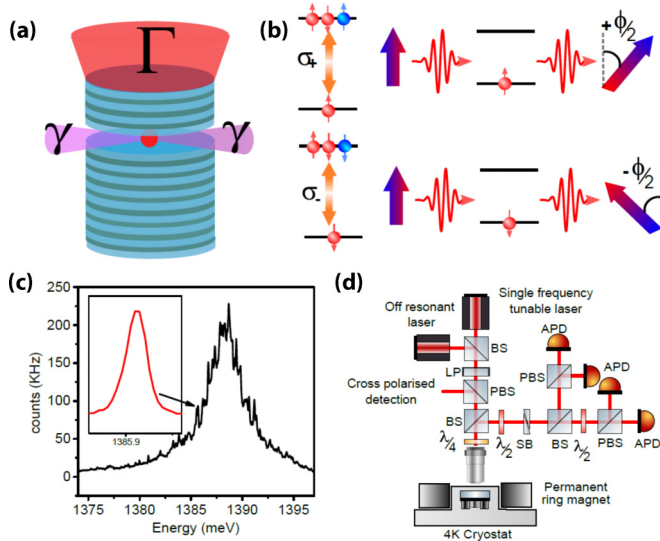 (a)
Γ
γ
γ
(b)
σ+
+ϕ/2
σ-
-ϕ/2
(c)
counts (KHz)
250
200
150
100
50
0
1385.9
1375
1380
1385
1390
1395
Energy (meV)
(d)
Single frequency
tunable laser
Off resonant
laser
BS
APD
APD
LP
PBS
Cross polarised
detection
PBS
BS
λ/4
λ/2
SB
BS
λ/2
PBS
APD
Permanent
ring magnet
4K Cryostat